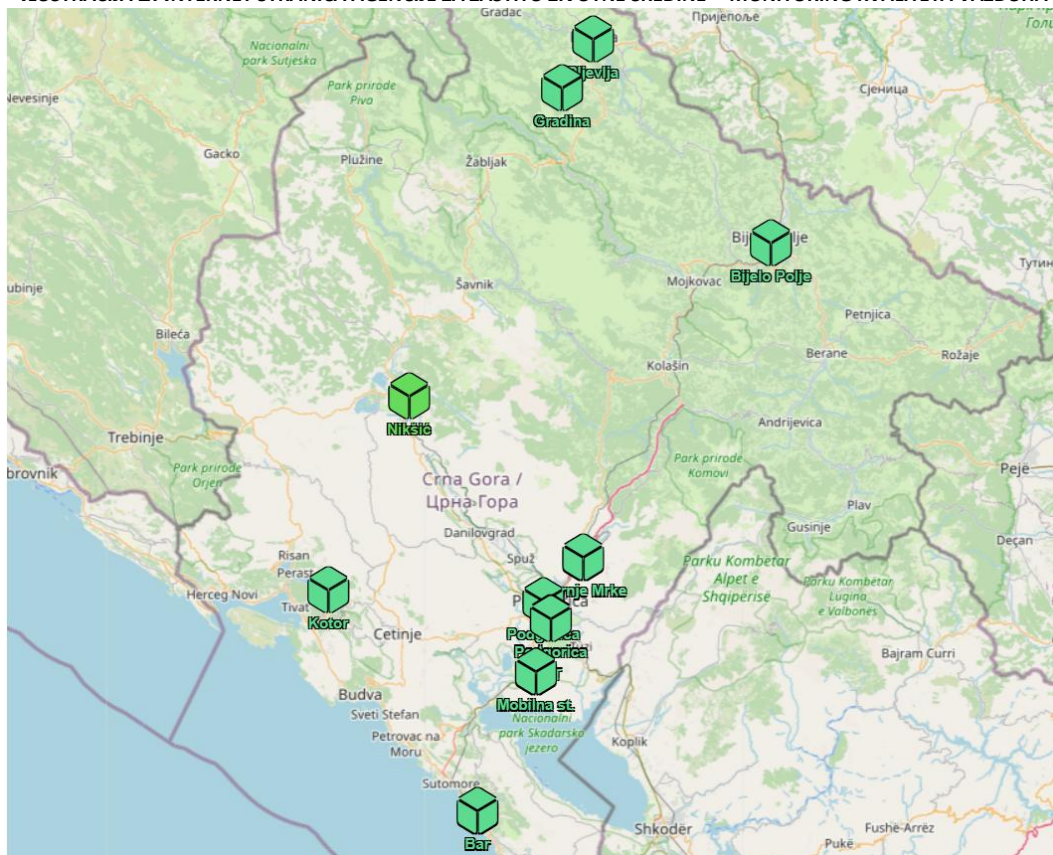 Gradac
Пријепоље
Nacionalni
park Sutjeska
Park prirode
Piva
Gradina
Nevesinje
Сјеница
Gacko
Plužine
Žabljak
Bijelo Polje
Тутин
Mojkovac
Šavnik
Petnjica
Bileća
Berane
Rožaje
Kolašin
Nikšić
Andrijevica
Trebinje
Park prirode
Orjen
Park prirode
Komovi
Pejë
Crna Gora /
Црна Гора
Plav
Gusinje
Danilovgrad
Deçan
Spuž
Risan
Perast
Parku Kombëtar
Alpet e
Shqipërisë
Parku Kombëtar
Lugina
e Valbonës
Herceg Novi
Tivat
Kotor
Cetinje
Podgorica
Podgorica
Bajram Curri
Budva
Mobilna st.
Sveti Stefan
Nacionalni
park Skadarsko
jezero
Petrovac na
Moru
Koplik
Sutomore
Shkodër
Fushë-Arrëz
Bar
Pukë